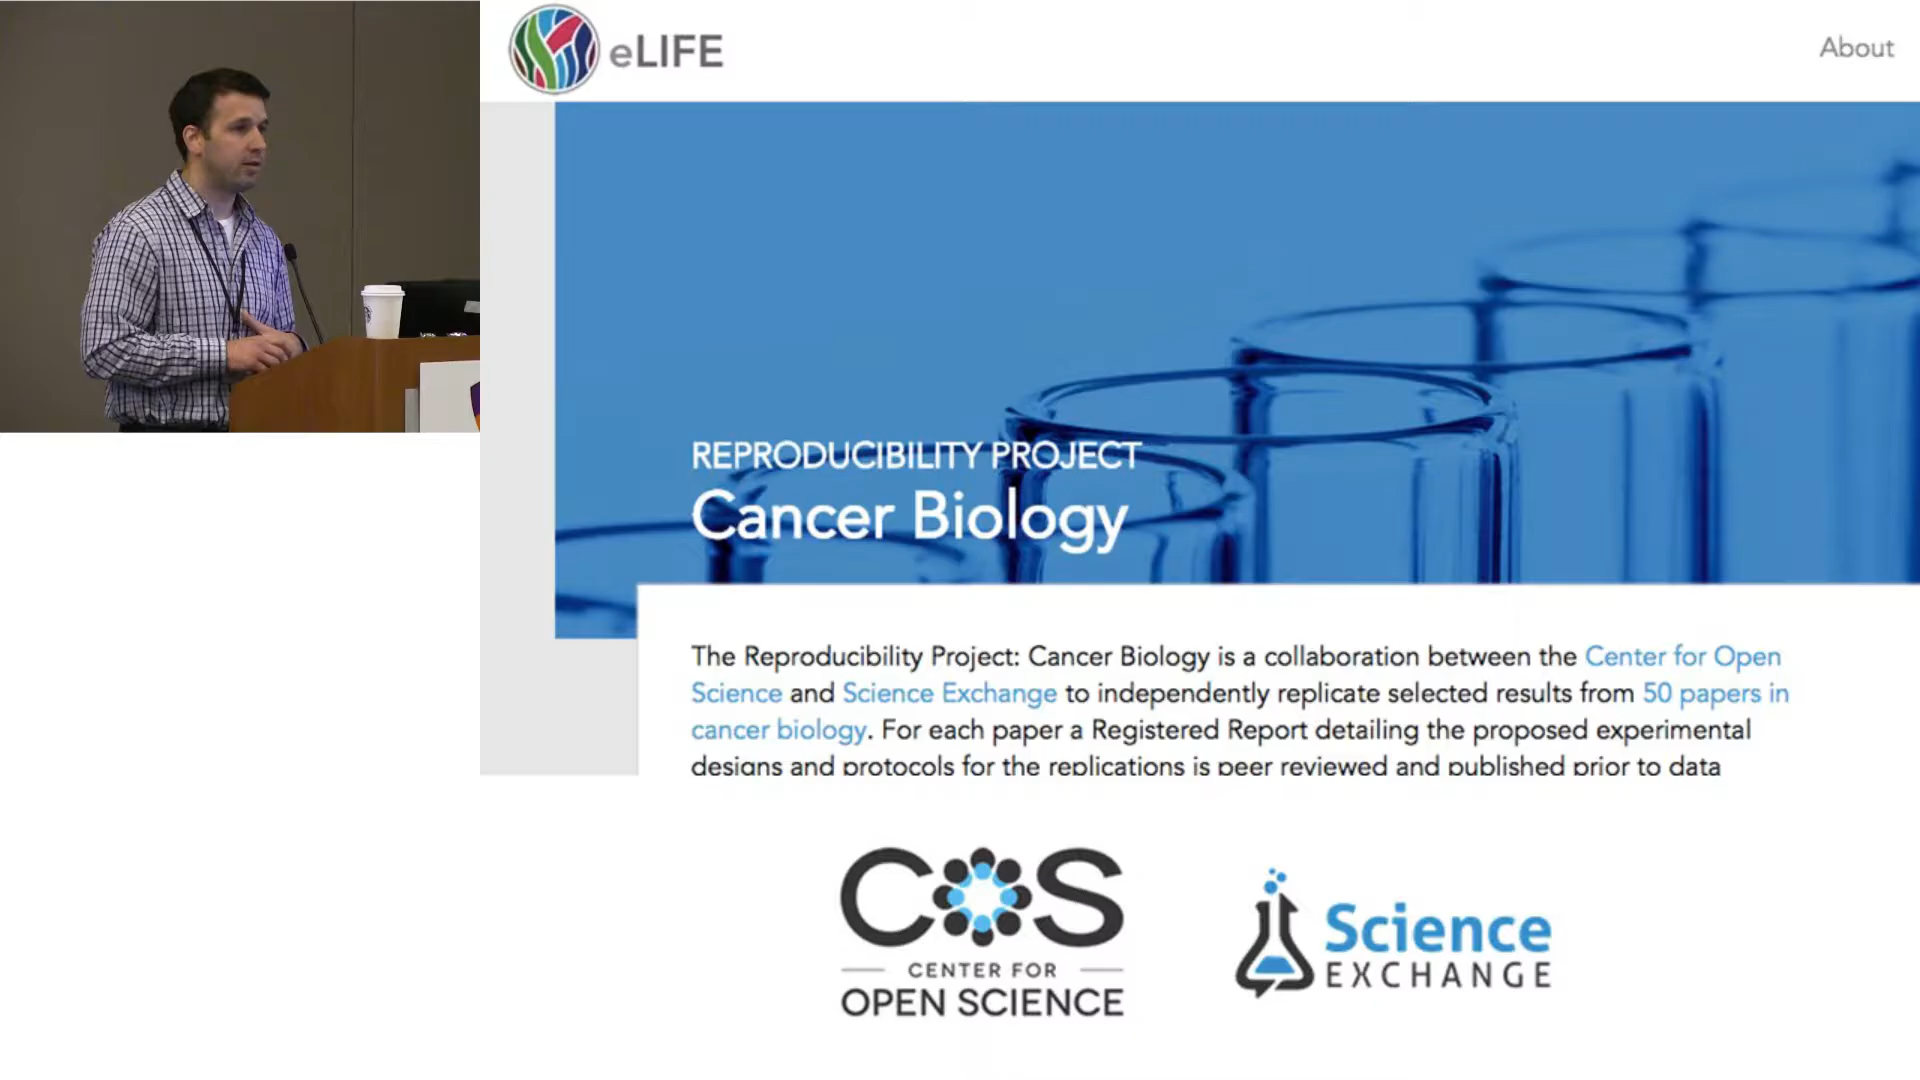 eLIFE
About
REPRODUCIBILITY PROJECT
Cancer Biology
The Reproducibility Project: Cancer Biology is a collaboration between the Center for Open
Science and Science Exchange to independently replicate selected results from 50 papers in
cancer biology. For each paper a Registered Report detailing the proposed experimental
designs and protocols for the replications is peer reviewed and published prior to data
COS
CENTER FOR
OPEN SCIENCE
Science
EXCHANGE